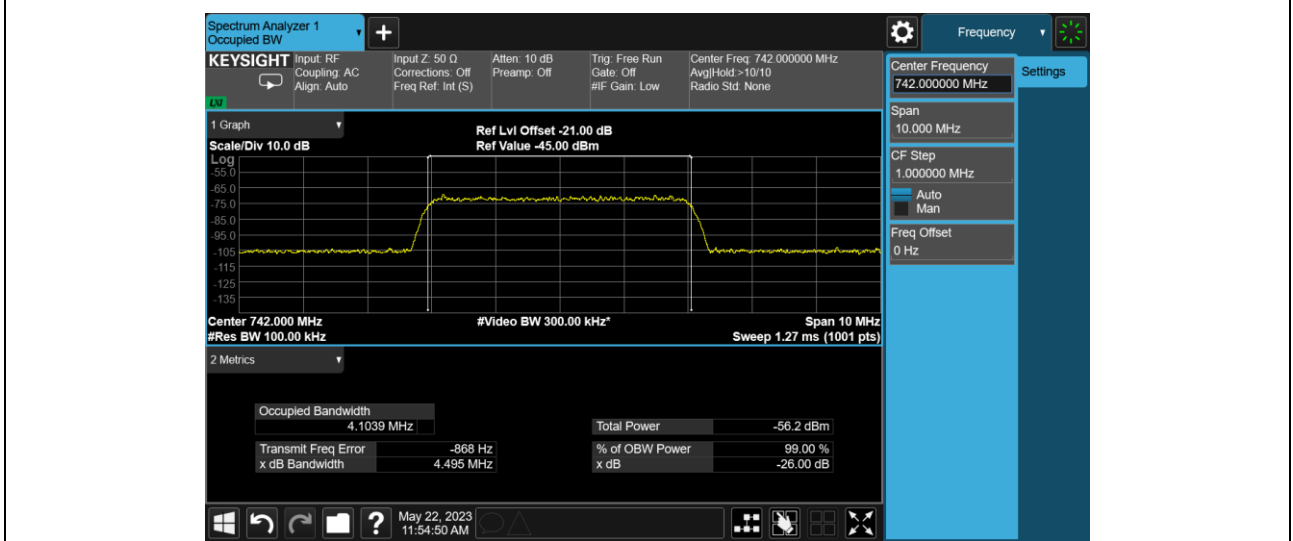 Spectrum Analyzer 1
Occupied BW
Frequency
KEYSIGHT
Input: RF
Coupling: AC
Align: Auto
Input Z: 50 Ω
Corrections: Off
Freq Ref: Int (S)
Atten: 10 dB
Preamp: Off
Trig: Free Run
Gate: Off
#IF Gain: Low
Center Freq: 742.000000 MHz
Avg|Hold:>10/10
Radio Std: None
LXI
Center Frequency
742.000000 MHz
Settings
Span
10.000 MHz
CF Step
1.000000 MHz
Auto
Man
Freq Offset
0 Hz
1 Graph
Scale/Div 10.0 dB
Ref Lvl Offset -21.00 dB
Ref Value -45.00 dBm
Log
-55.0
-65.0
-75.0
-85.0
-95.0
-105
-115
-125
-135
Center 742.000 MHz
#Video BW 300.00 kHz*
Span 10 MHz
#Res BW 100.00 kHz
Sweep 1.27 ms (1001 pts)
2 Metrics
Occupied Bandwidth
4.1039 MHz
Total Power -56.2 dBm
Transmit Freq Error -868 Hz
% of OBW Power 99.00 %
x dB Bandwidth 4.495 MHz
x dB -26.00 dB
?
May 22, 2023
11:54:50 AM